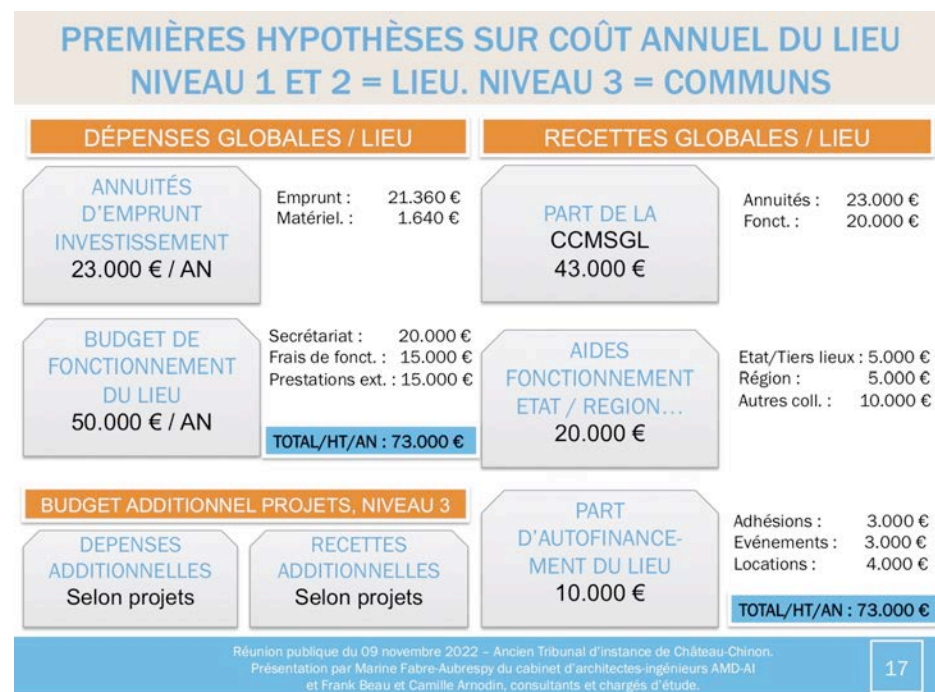 PREMIÈRES HYPOTHÈSES SUR COÛT ANNUEL DU LIEU
NIVEAU 1 ET 2 = LIEU. NIVEAU 3 = COMMUNS
DÉPENSES GLOBALES / LIEU
ANNUITÉS
D'EMPRUNT
INVESTISSEMENT
23.000 € / AN
Emprunt : 21.360 €
Matériel. : 1.640 €
BUDGET DE
FONCTIONNEMENT
DU LIEU
50.000 € / AN
Secrétariat : 20.000 €
Frais de fonct. : 15.000 €
Prestations ext. : 15.000 €
TOTAL/HT/AN : 73.000 €
BUDGET ADDITIONNEL PROJETS, NIVEAU 3
DEPENSES
ADDITIONNELLES
Selon projets
RECETTES
ADDITIONNELLES
Selon projets
RECETTES GLOBALES / LIEU
PART DE LA
CCMSGL
43.000 €
Annuités : 23.000 €
Fonct. : 20.000 €
AIDES
FONCTIONNEMENT
ETAT / REGION...
20.000 €
Etat/Tiers lieux : 5.000 €
Région : 5.000 €
Autres coll. : 10.000 €
PART
D'AUTOFINANCE-
MENT DU LIEU
10.000 €
Adhésions : 3.000 €
Evénements : 3.000 €
Locations : 4.000 €
TOTAL/HT/AN : 73.000 €
Réunion publique du 09 novembre 2022 – Ancien Tribunal d'instance de Château-Chinon.
Présentation par Marine Fabre-Aubrespy du cabinet d'architectes-ingénieurs AMD-AI
et Frank Beau et Camille Arnodin, consultants et chargés d'étude.
17